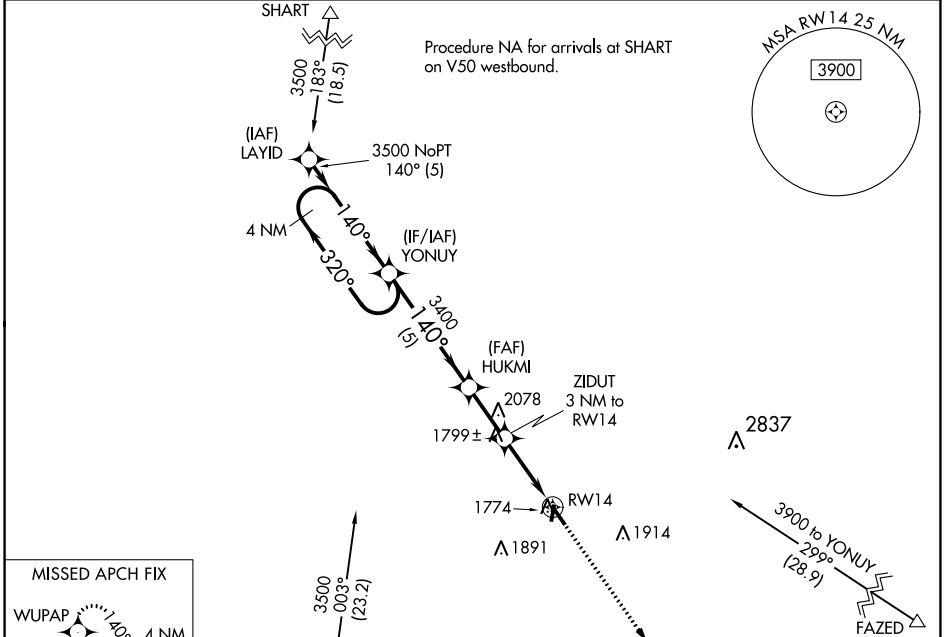 SHART
3500
183°
(18.5)
Procedure NA for arrivals at SHART
on V50 westbound.
MSA RW14 25 NM
3900
(IAF)
LAYID
3500 NoPT
140° (5)
4 NM
140°
320°
(IF/IAF)
YONUY
3400
140°
(5)
(FAF)
HUKMI
2078
ZIDUT
3 NM to
RW14
1799±
2837
1774
RW14
1891
1914
3900 to YONUY
299°
(28.9)
FAZED
3500
003°
(23.2)
MISSED APCH FIX
WUPAP
140°
4 NM